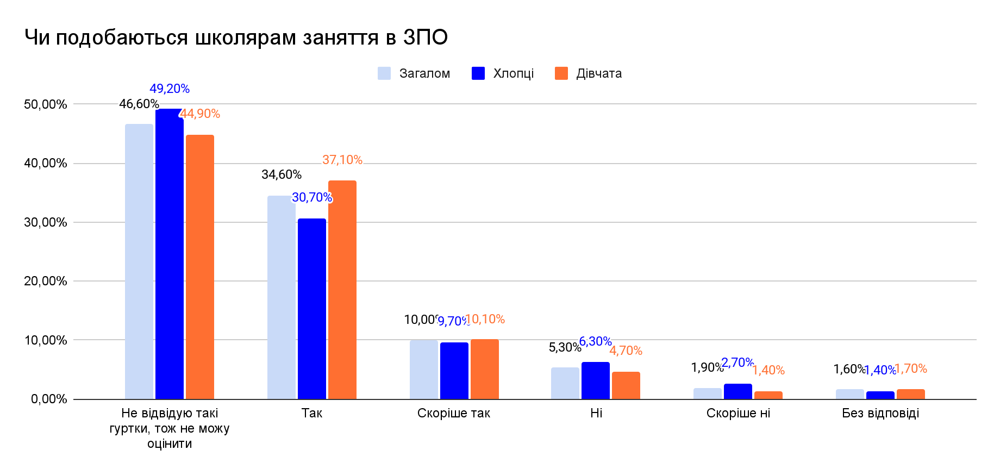 Чи подобаються школярам заняття в ЗПО
Загалом
Хлопці
Дівчата
50,00%
40,00%
30,00%
20,00%
10,00%
0,00%
46,60%
49,20%
44,90%
34,60%
30,70%
37,10%
10,00%
9,70%
10,10%
5,30%
6,30%
4,70%
1,90%
2,70%
1,40%
1,60%
1,40%
1,70%
Не відвідую такі
гуртки, тож не можу
оцінити
Так
Скоріше так
Ні
Скоріше ні
Без відповіді